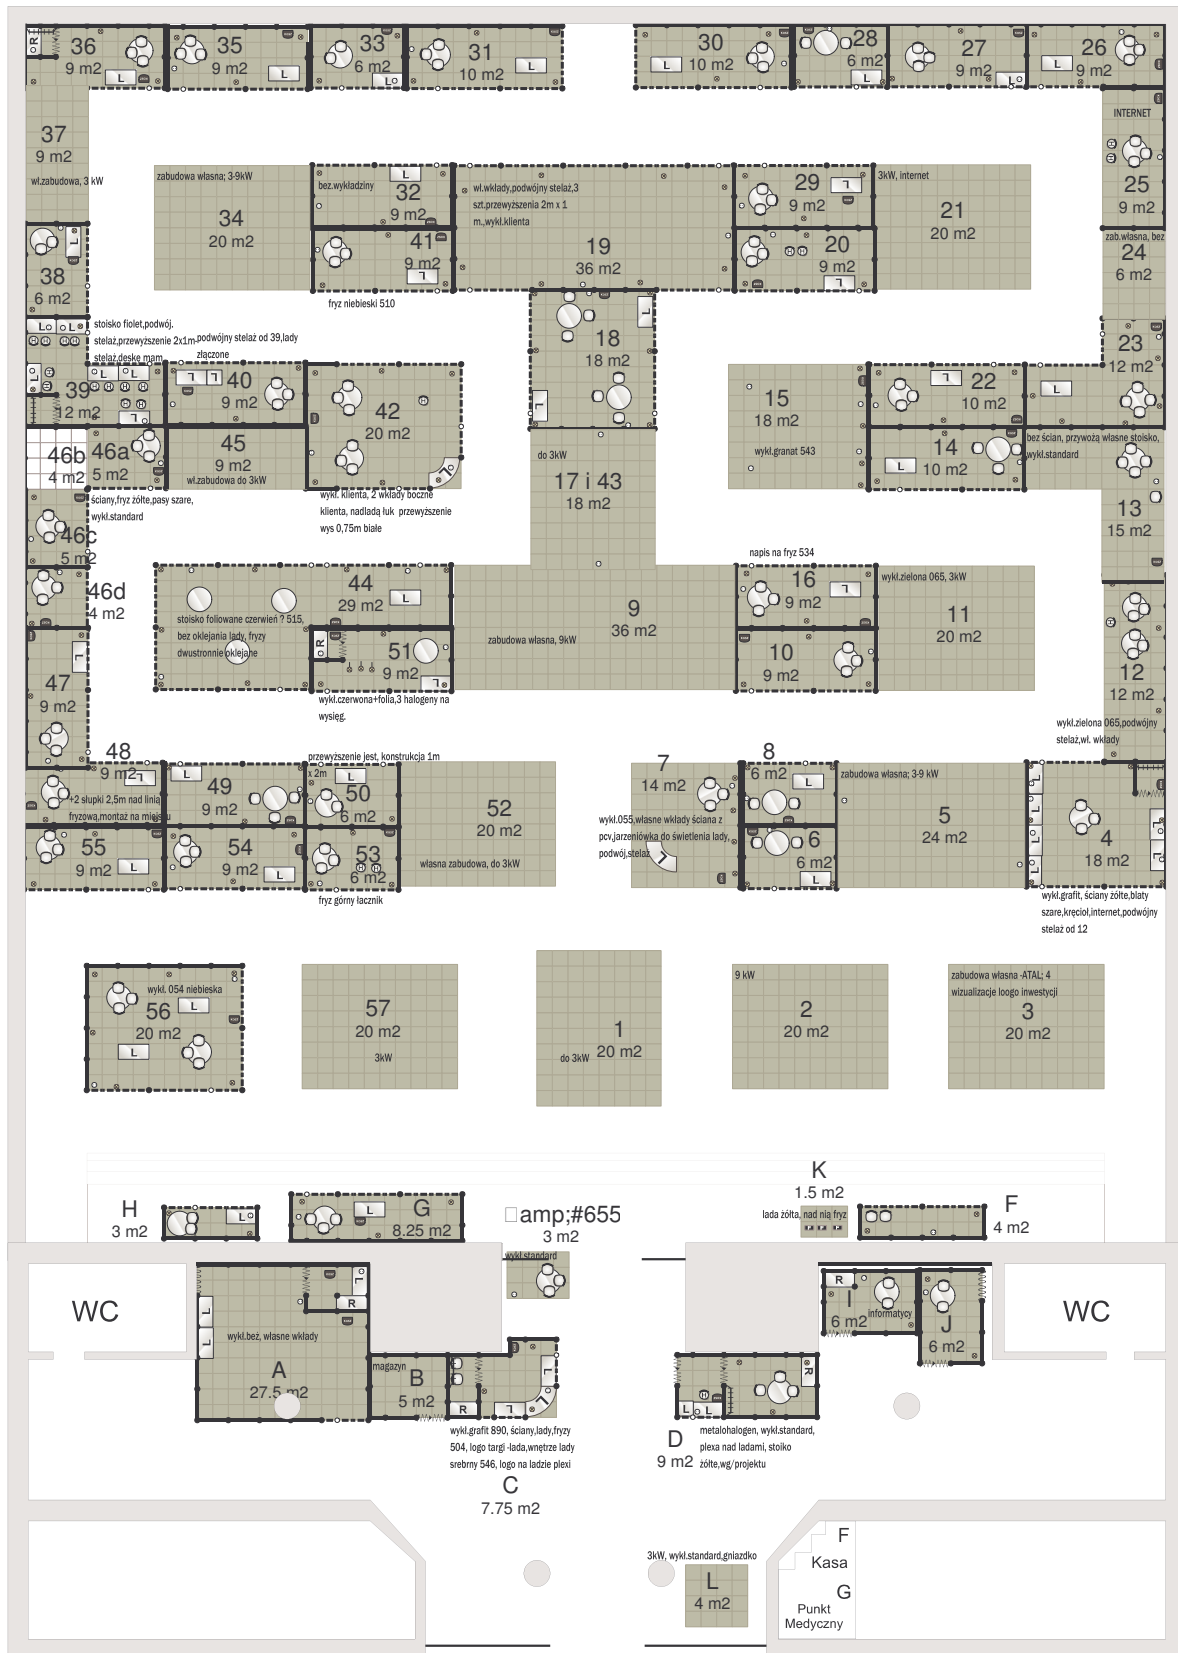 36
9 m2
R
L
35
9 m2
L
33
6 m2
L
31
10 m2
L
30
10 m2
L
28
6 m2
L
27
9 m2
L
26
9 m2
L
37
9 m2
wł.zabudowa, 3 kW
INTERNET
25
9 m2
zabudowa własna; 3-9kW
34
20 m2
bez.wykładziny
L
32
9 m2
41
9 m2
L
fryz niebieski 510
wł.wkłady,podwójny stelaż,3
szt.przewyższenia 2m x 1
m.,wykł.klienta
19
36 m2
29
9 m2
L
20
9 m2
L
3kW, internet
21
20 m2
zab.własna, bez
24
6 m2
38
6 m2
L
23
12 m2
L
stoisko fiolet,podwój.
stelaż,przewyższenie 2x1m
stelaż,deske mam
podwójny stelaż od 39,lady
złączone
39
12 m2
40
9 m2
42
20 m2
18
18 m2
15
18 m2
wykł.granat 543
22
10 m2
L
14
10 m2
L
bez ścian, przywożą własne stoisko,
wykł.standard
13
15 m2
46b
4 m2
46a
5 m2
45
9 m2
wł.zabudowa do 3kW
ściany,fryz żółte,pasy szare,
wykł.standard
wykł. klienta, 2 wkłady boczne
klienta, nadladą łuk przewyższenie
wys 0,75m białe
do 3kW
17 i 43
18 m2
46c
5 m2
46d
4 m2
napis na fryz 534
44
29 m2
L
stoisko foliowane czerwień ? 515,
bez oklejania lady, fryzy
dwustronnie oklejane
R
51
9 m2
L
wykł.czerwona+folia,3 halogeny na
wysięg.
9
36 m2
zabudowa własna, 9kW
16
9 m2
L
10
9 m2
wykł.zielona 065, 3kW
11
20 m2
12
12 m2
wykł.zielona 065,podwójny
stelaż,wł. wkłady
47
9 m2
L
48
9 m2
L
+2 słupki 2,5m nad linią
fryzową,montaż na miejscu
49
9 m2
L
przewyższenie jest, konstrukcja 1m
x 2m
50
6 m2
L
52
20 m2
własna zabudowa, do 3kW
55
9 m2
L
54
9 m2
L
53
6 m2
fryz górny łacznik
7
14 m2
wykł.055,własne wkłady ściana z
pcv,jarzeniówka do świetlenia lady,
podwój,stelaż
L
8
6 m2
L
6
6 m2
L
zabudowa własna; 3-9 kW
5
24 m2
4
18 m2
wykł.grafit, ściany żółte,blaty
szare,kręcioł,internet,podwójny
stelaż od 12
wykł. 054 niebieska
56
20 m2
L
L
57
20 m2
3kW
1
do 3kW
20 m2
9 kW
2
20 m2
zabudowa własna -ATAL; 4
wizualizacje loogo inwestycji
3
20 m2
H
3 m2
L
L
G
8.25 m2
amp;#655
3 m2
wykł.standard
K
1.5 m2
lada żółta, nad nią fryz
F
4 m2
WC
L
L
L
R
wykł.beż, własne wkłady
A
27.5 m2
magazyn
B
5 m2
R
L
L
L
wykł.grafit 890, ściany,lady,fryzy
504, logo targi -lada,wnętrze lady
srebrny 546, logo na ladzie plexi
C
7.75 m2
L L
R
D
9 m2
metalohalogen, wykł.standard,
plexa nad ladami, stoiko
żółte,wg/projektu
R
I
informatycy
6 m2
J
6 m2
WC
3kW, wykł.standard,gniazdko
L
4 m2
F
Kasa
G
Punkt
Medyczny